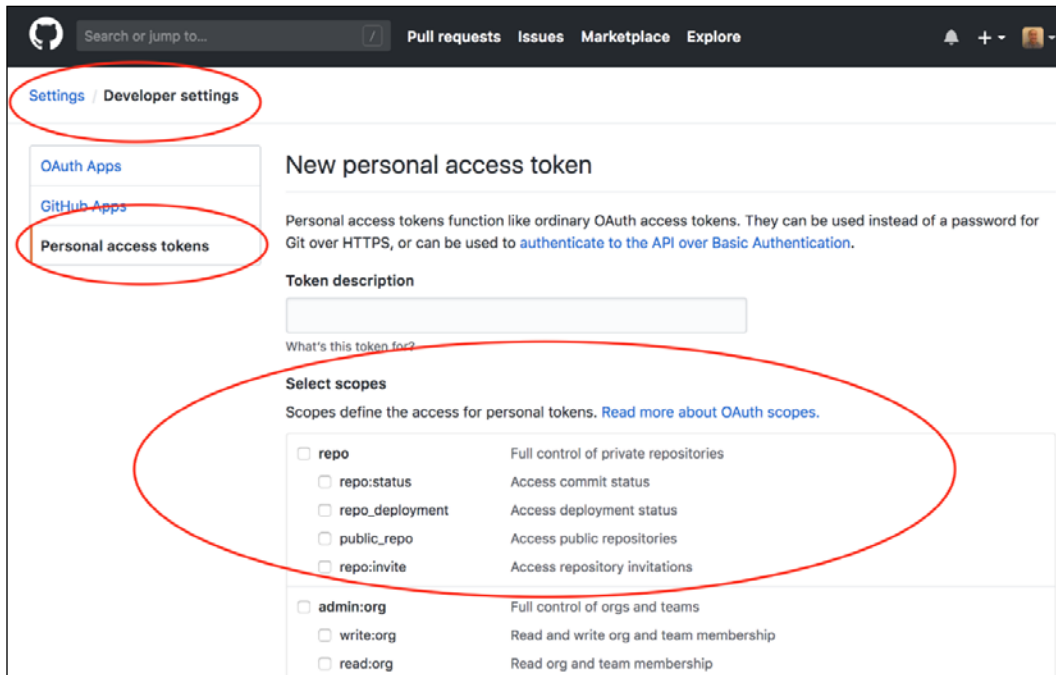 Search or jump to... / Pull requests Issues Marketplace Explore
Settings / Developer settings
OAuth Apps
GitHub Apps
Personal access tokens
New personal access token
Personal access tokens function like ordinary OAuth access tokens. They can be used instead of a password for
Git over HTTPS, or can be used to authenticate to the API over Basic Authentication.
Token description
What's this token for?
Select scopes
Scopes define the access for personal tokens. Read more about OAuth scopes.
repo Full control of private repositories
repo:status Access commit status
repo_deployment Access deployment status
public_repo Access public repositories
repo:invite Access repository invitations
admin:org Full control of orgs and teams
write:org Read and write org and team membership
read:org Read org and team membership